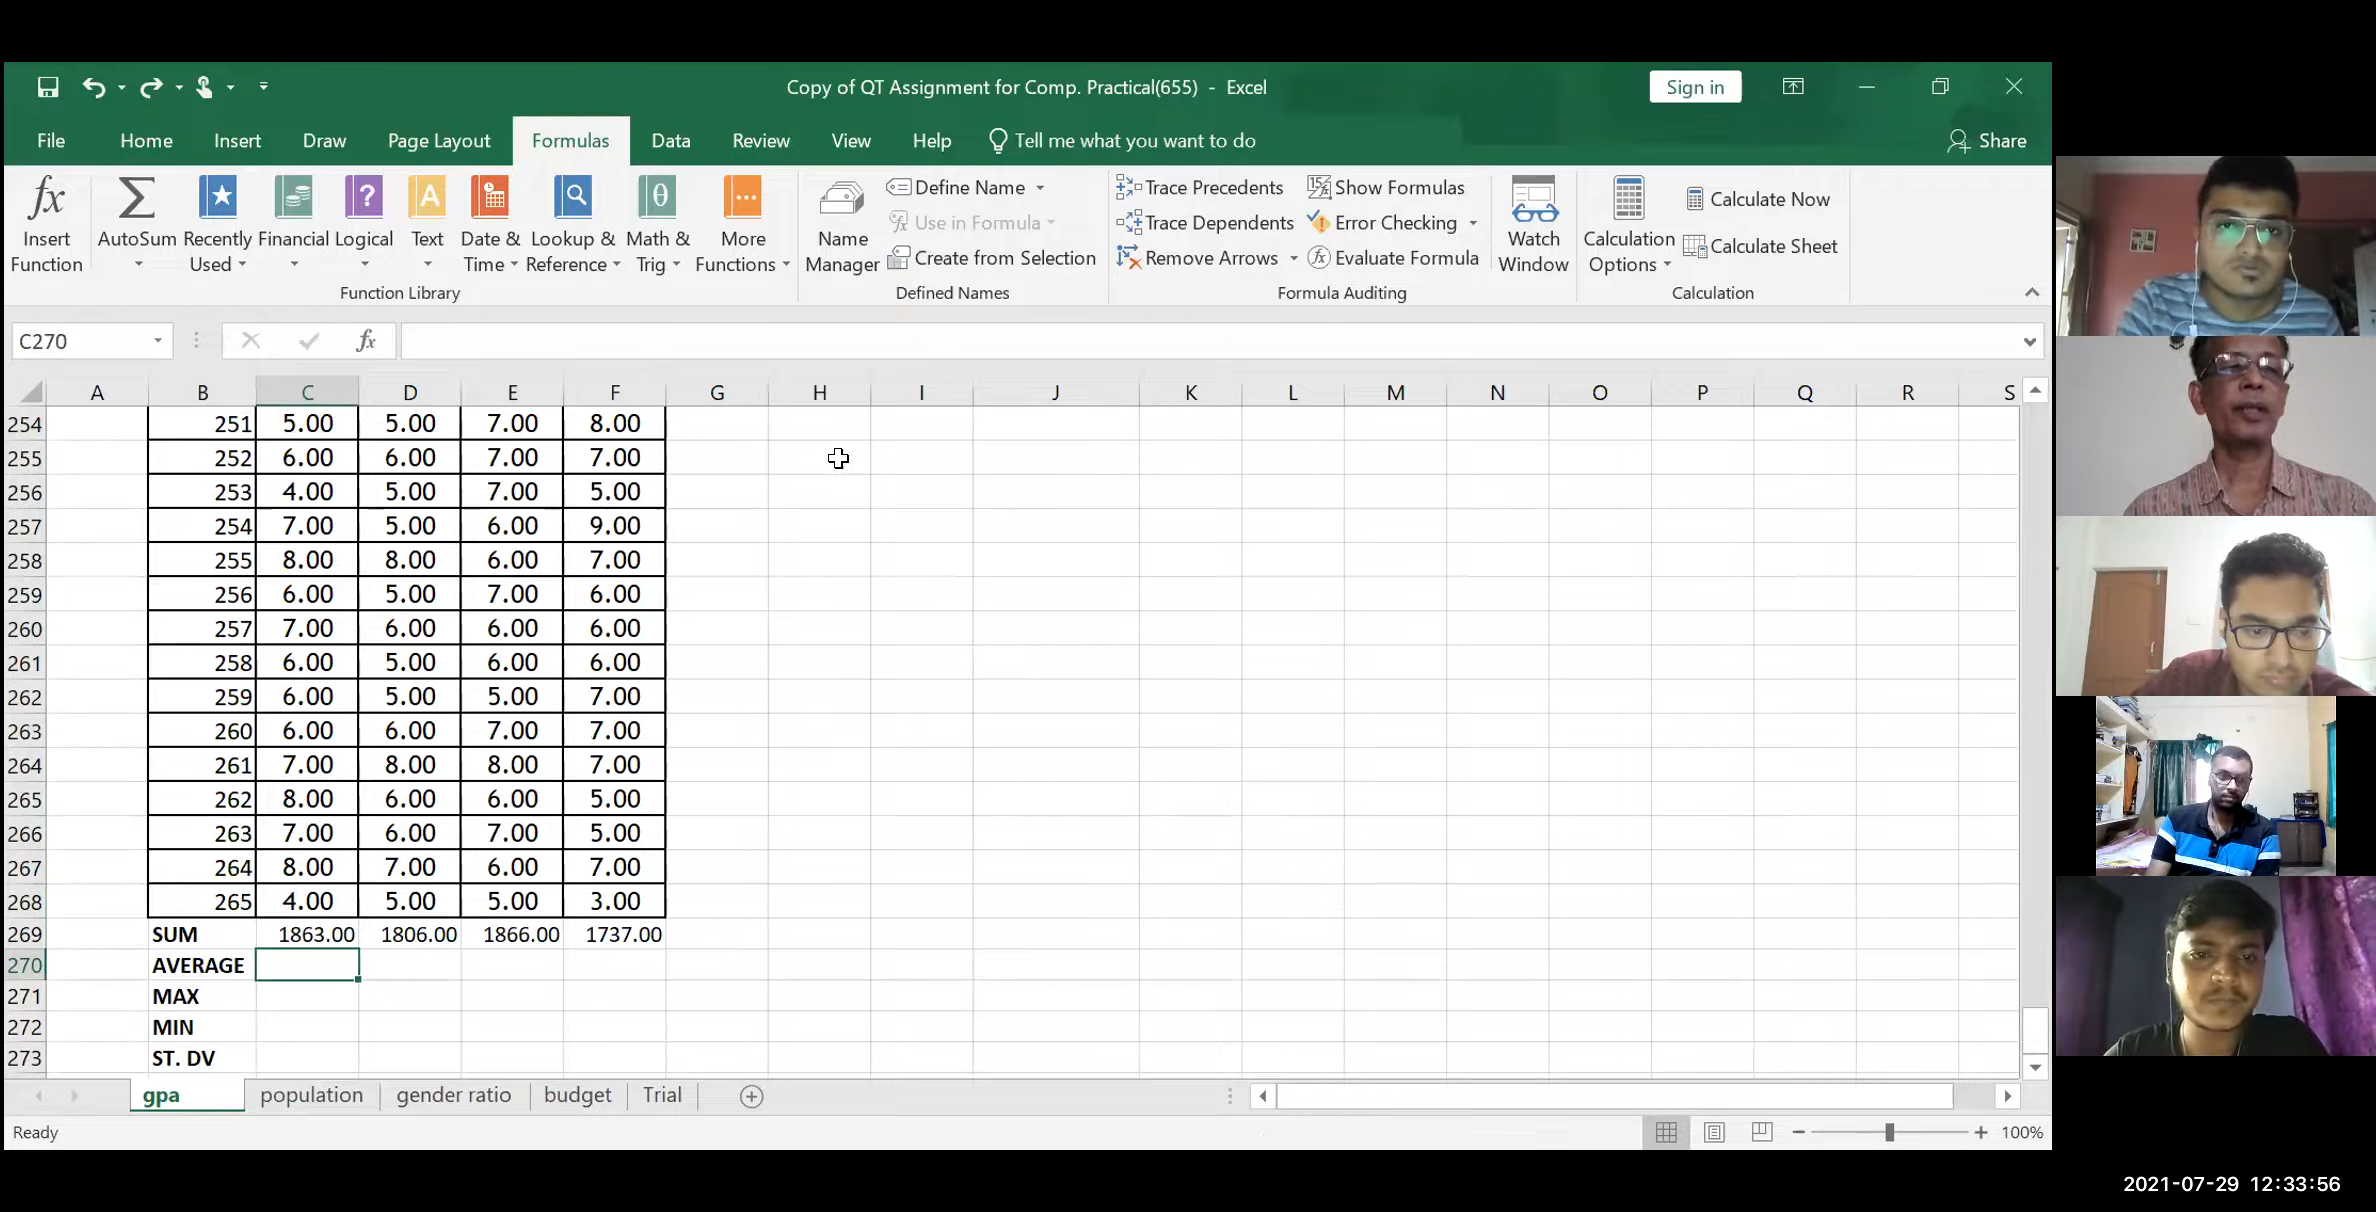 Copy of QT Assignment for Comp. Practical(655) - Excel
Sign in
File Home Insert Draw Page Layout Formulas Data Review View Help Tell me what you want to do Share
Insert Function
AutoSum
Recently Used
Financial
Logical
Text
Date & Time
Lookup & Reference
Math & Trig
More Functions
Function Library
Name Manager
Define Name
Use in Formula
Create from Selection
Defined Names
Trace Precedents
Trace Dependents
Remove Arrows
Show Formulas
Error Checking
Evaluate Formula
Formula Auditing
Watch Window
Calculation Options
Calculate Now
Calculate Sheet
Calculation
C270
fx
A B C D E F G H I J K L M N O P Q R S
254 251 5.00 5.00 7.00 8.00
255 252 6.00 6.00 7.00 7.00
256 253 4.00 5.00 7.00 5.00
257 254 7.00 5.00 6.00 9.00
258 255 8.00 8.00 6.00 7.00
259 256 6.00 5.00 7.00 6.00
260 257 7.00 6.00 6.00 6.00
261 258 6.00 5.00 6.00 6.00
262 259 6.00 5.00 5.00 7.00
263 260 6.00 6.00 7.00 7.00
264 261 7.00 8.00 8.00 7.00
265 262 8.00 6.00 6.00 5.00
266 263 7.00 6.00 7.00 5.00
267 264 8.00 7.00 6.00 7.00
268 265 4.00 5.00 5.00 3.00
269 SUM 1863.00 1806.00 1866.00 1737.00
270 AVERAGE
271 MAX
272 MIN
273 ST. DV
gpa population gender ratio budget Trial
Ready
100%
2021-07-29 12:33:56